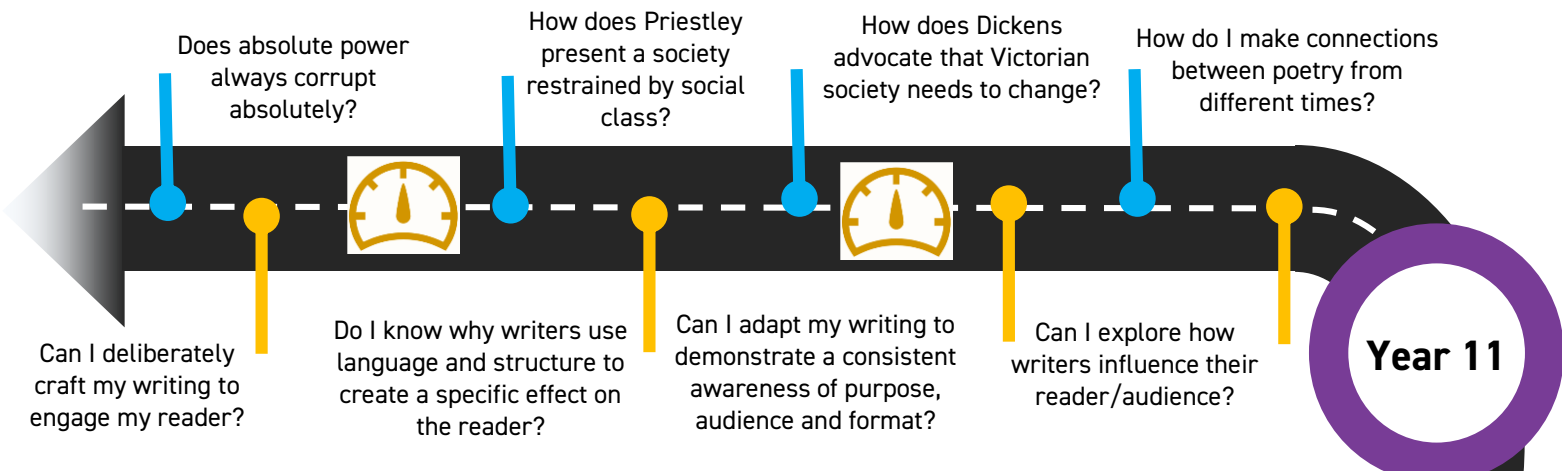 Does absolute power
always corrupt
absolutely?
How does Priestley
present a society
restrained by social
class?
How does Dickens
advocate that Victorian
society needs to change?
How do I make connections
between poetry from
different times?
Can I deliberately
craft my writing to
engage my reader?
Do I know why writers use
language and structure to
create a specific effect on
the reader?
Can I adapt my writing to
demonstrate a consistent
awareness of purpose,
audience and format?
Can I explore how
writers influence their
reader/audience?
Year 11